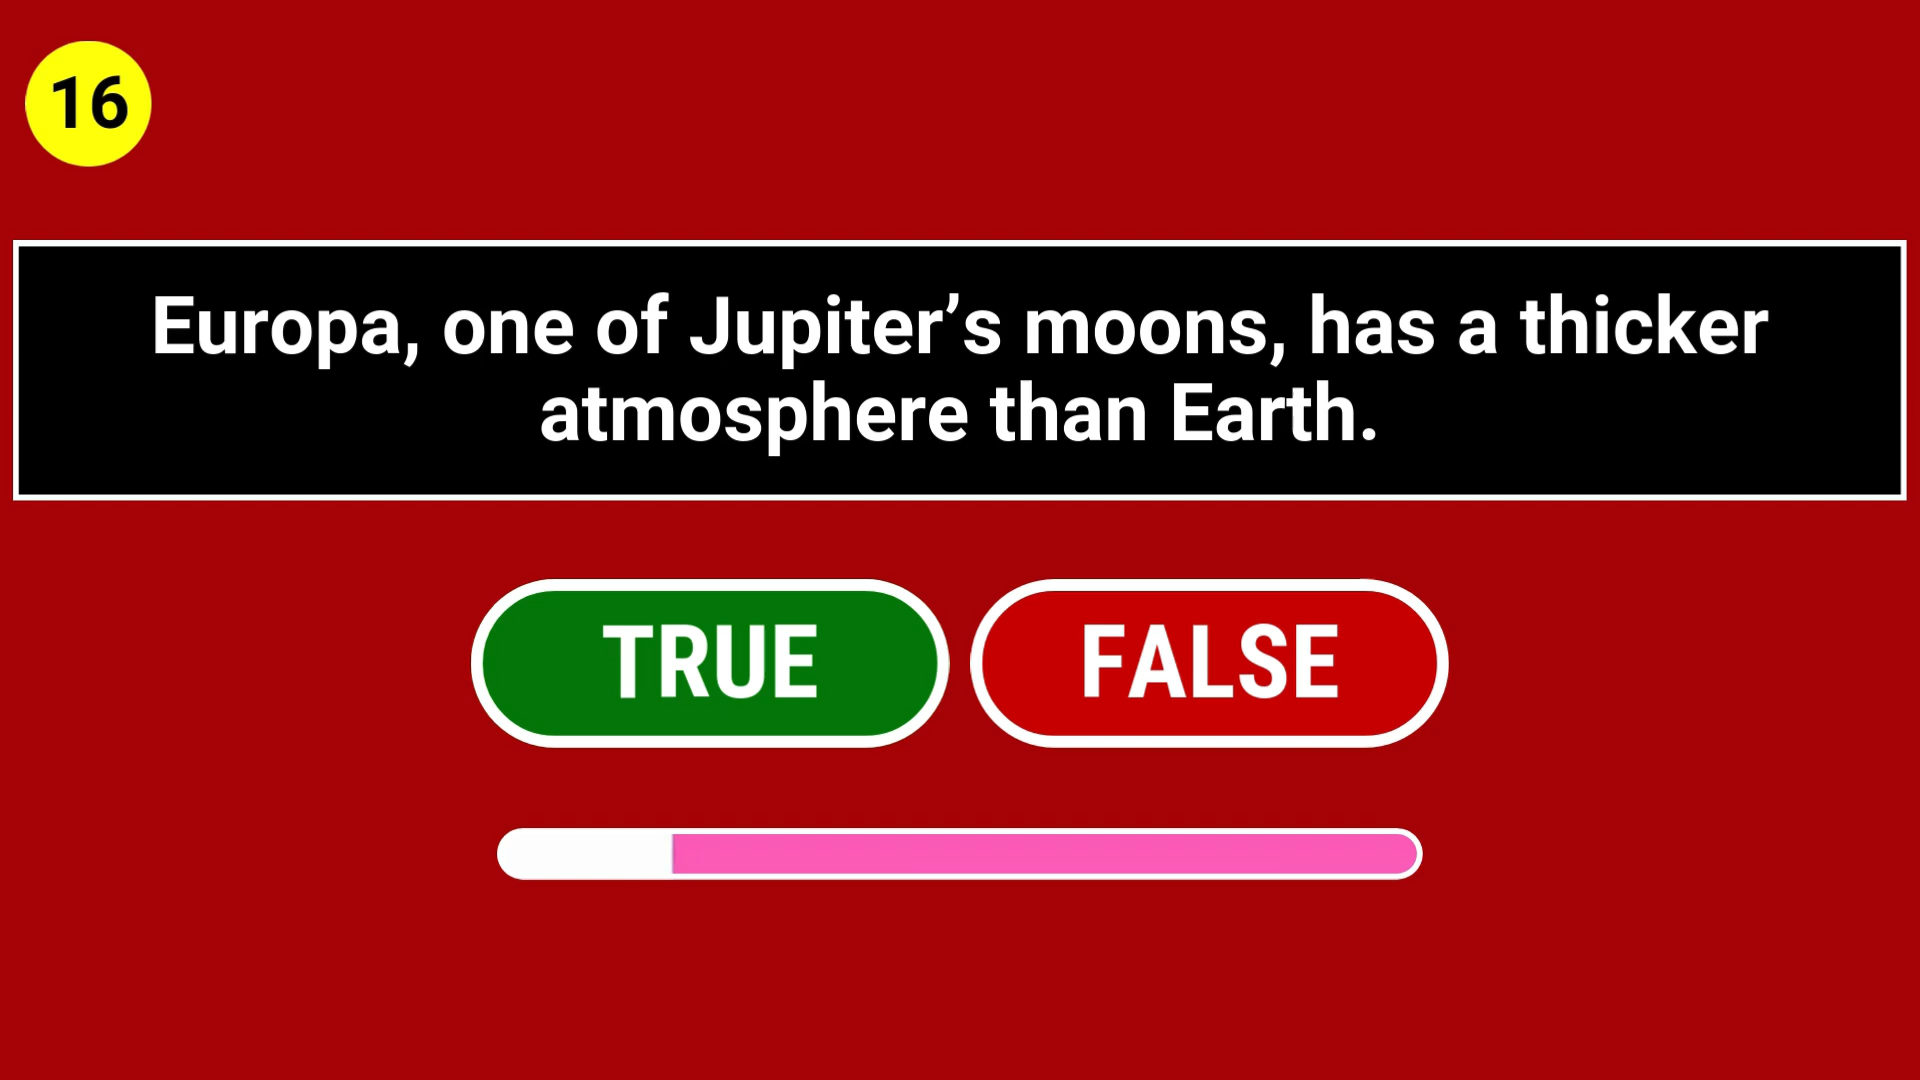 16
Europa, one of Jupiter’s moons, has a thicker
atmosphere than Earth.
TRUE
FALSE